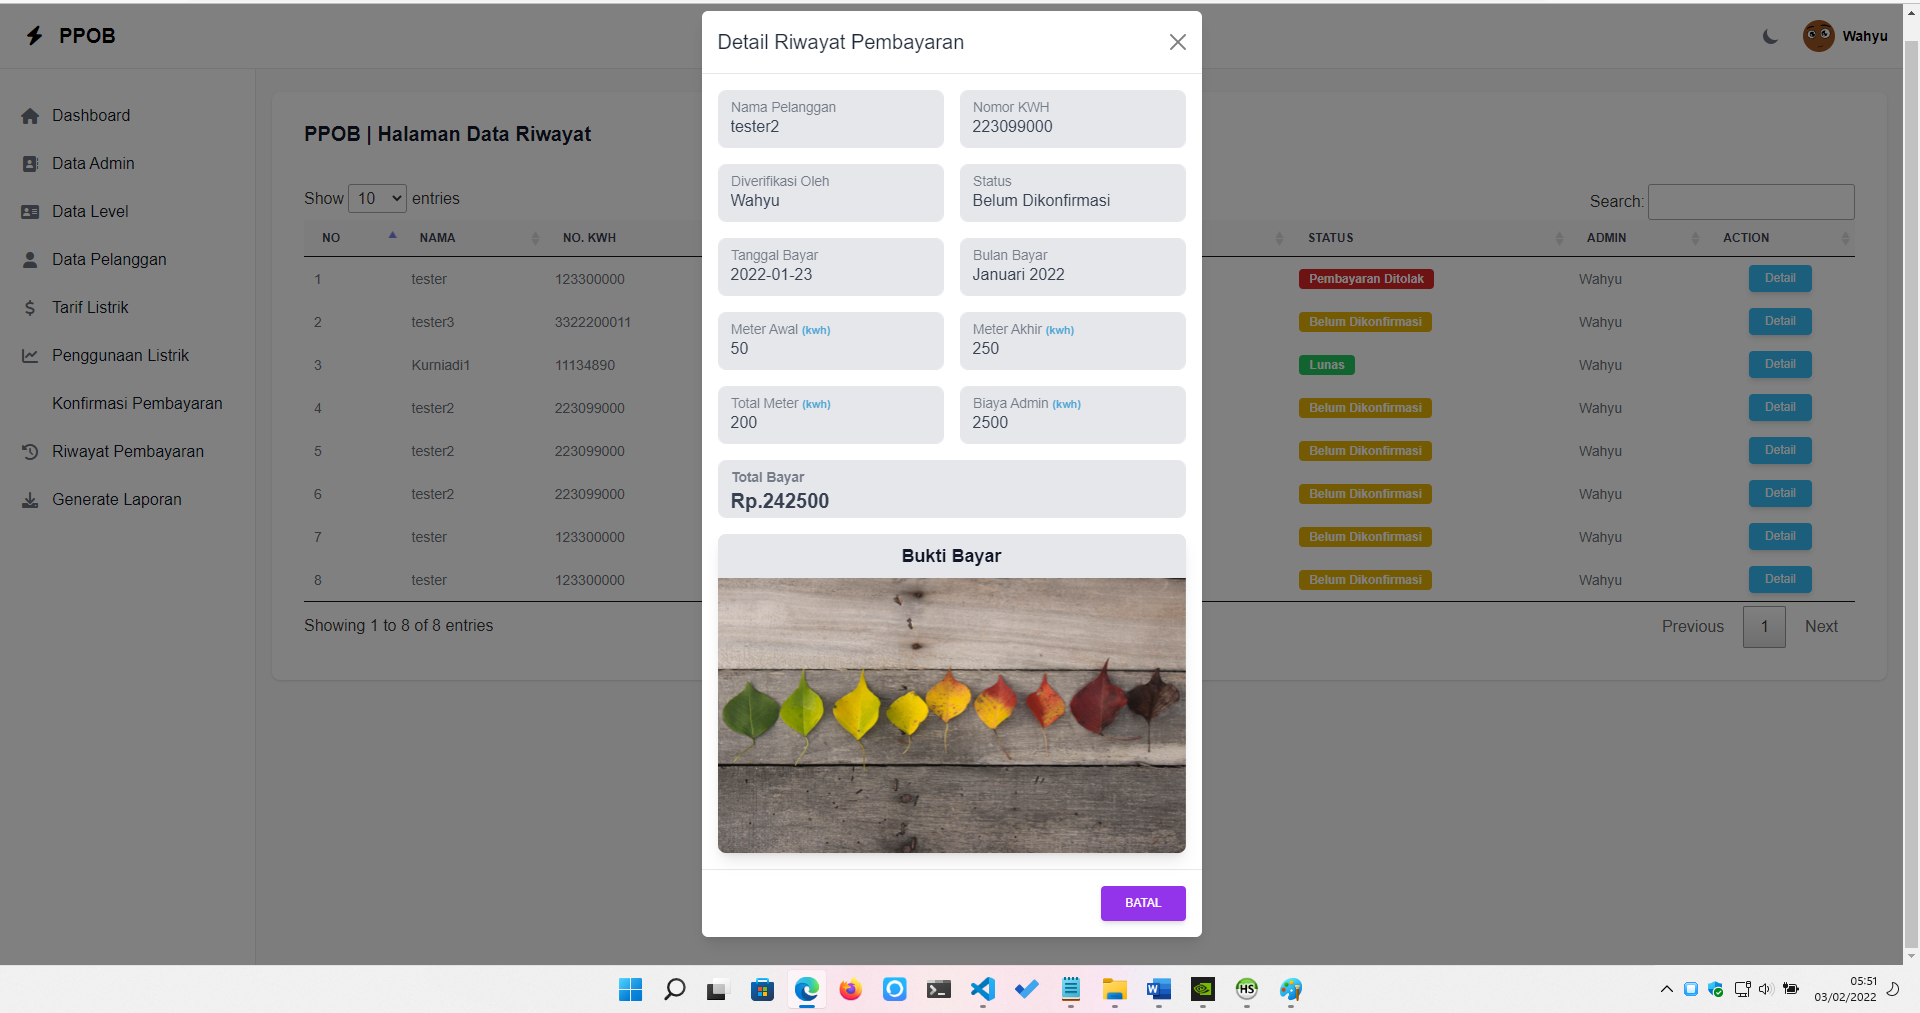 PPOB
Wahyu
Dashboard
Data Admin
Data Level
Data Pelanggan
Tarif Listrik
Penggunaan Listrik
Konfirmasi Pembayaran
Riwayat Pembayaran
Generate Laporan
PPOB | Halaman Data Riwayat
Show 10 entries
Search:
NO NAMA NO. KWH STATUS ADMIN ACTION
1 tester 123300000 Pembayaran Ditolak Wahyu Detail
2 tester3 3322200011 Belum Dikonfirmasi Wahyu Detail
3 Kurniadi1 11134890 Lunas Wahyu Detail
4 tester2 223099000 Belum Dikonfirmasi Wahyu Detail
5 tester2 223099000 Belum Dikonfirmasi Wahyu Detail
6 tester2 223099000 Belum Dikonfirmasi Wahyu Detail
7 tester 123300000 Belum Dikonfirmasi Wahyu Detail
8 tester 123300000 Belum Dikonfirmasi Wahyu Detail
Showing 1 to 8 of 8 entries
Previous 1 Next
Detail Riwayat Pembayaran
Nama Pelanggan
tester2
Nomor KWH
223099000
Diverifikasi Oleh
Wahyu
Status
Belum Dikonfirmasi
Tanggal Bayar
2022-01-23
Bulan Bayar
Januari 2022
Meter Awal (kwh)
50
Meter Akhir (kwh)
250
Total Meter (kwh)
200
Biaya Admin (kwh)
2500
Total Bayar
Rp.242500
Bukti Bayar
BATAL
HS
05:51
03/02/2022